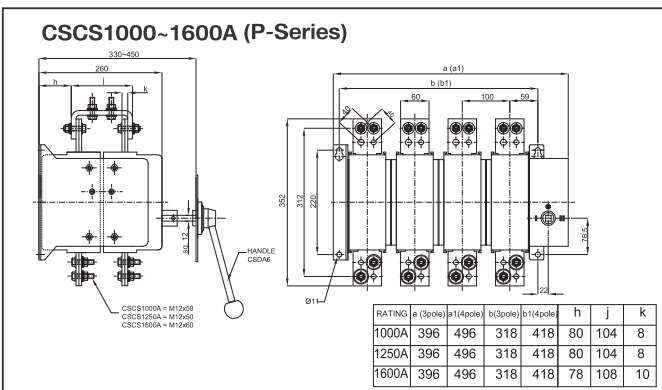 CSCS1000~1600A (P-Series)
330~450
260
h
j
k
a (a1)
b (b1)
60
100
59
40
352
312
220
76.5
22
Ø11
HANDLE
CSDA6
CSCS1000A = M12x50
CSCS1250A = M12x50
CSCS1600A = M12x60
RATING a (3pole) a1(4pole) b(3pole) b1(4pole) h j k
1000A 396 496 318 418 80 104 8
1250A 396 496 318 418 80 104 8
1600A 396 496 318 418 78 108 10